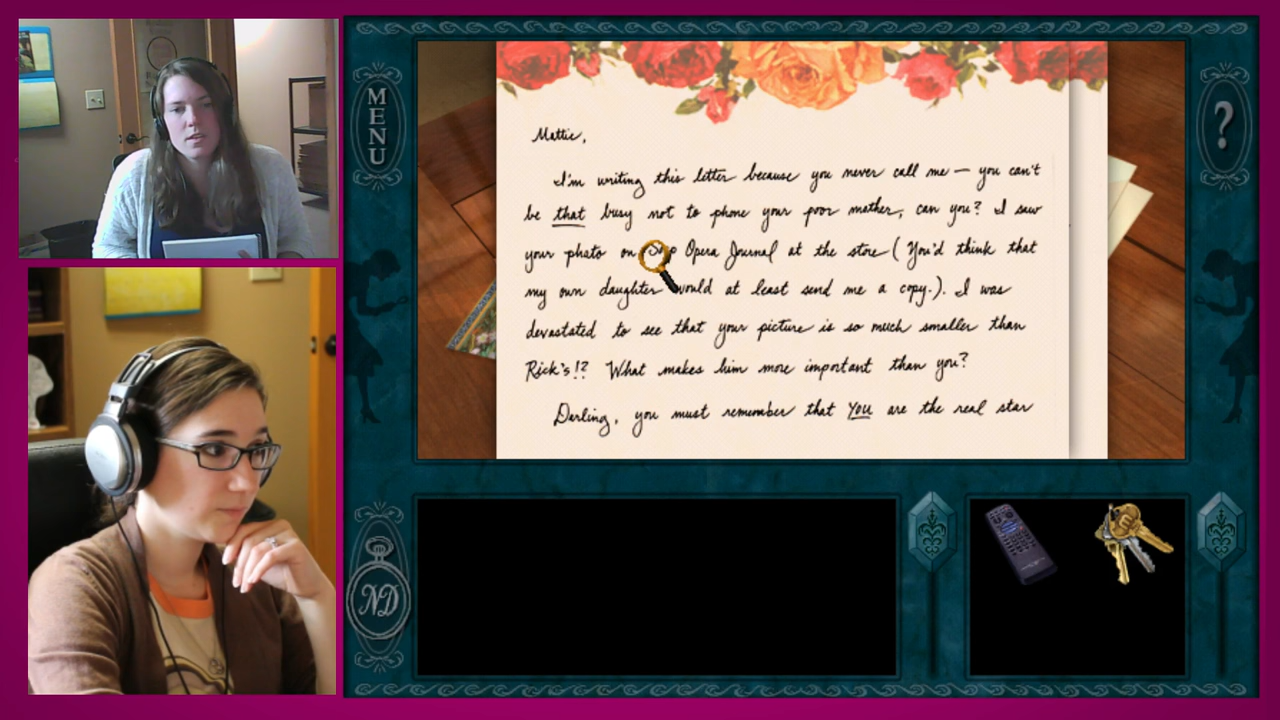 MENU
?
Mattie,
I'm writing this letter because you never call me — you can't
be that busy not to phone your poor mother, can you? I saw
your photo on Soap Opera Journal at the store (You'd think that
my own daughter would at least send me a copy.). I was
devastated to see that your picture is so much smaller than
Rick's!? What makes him more important than you?
Darling, you must remember that you are the real star
ND